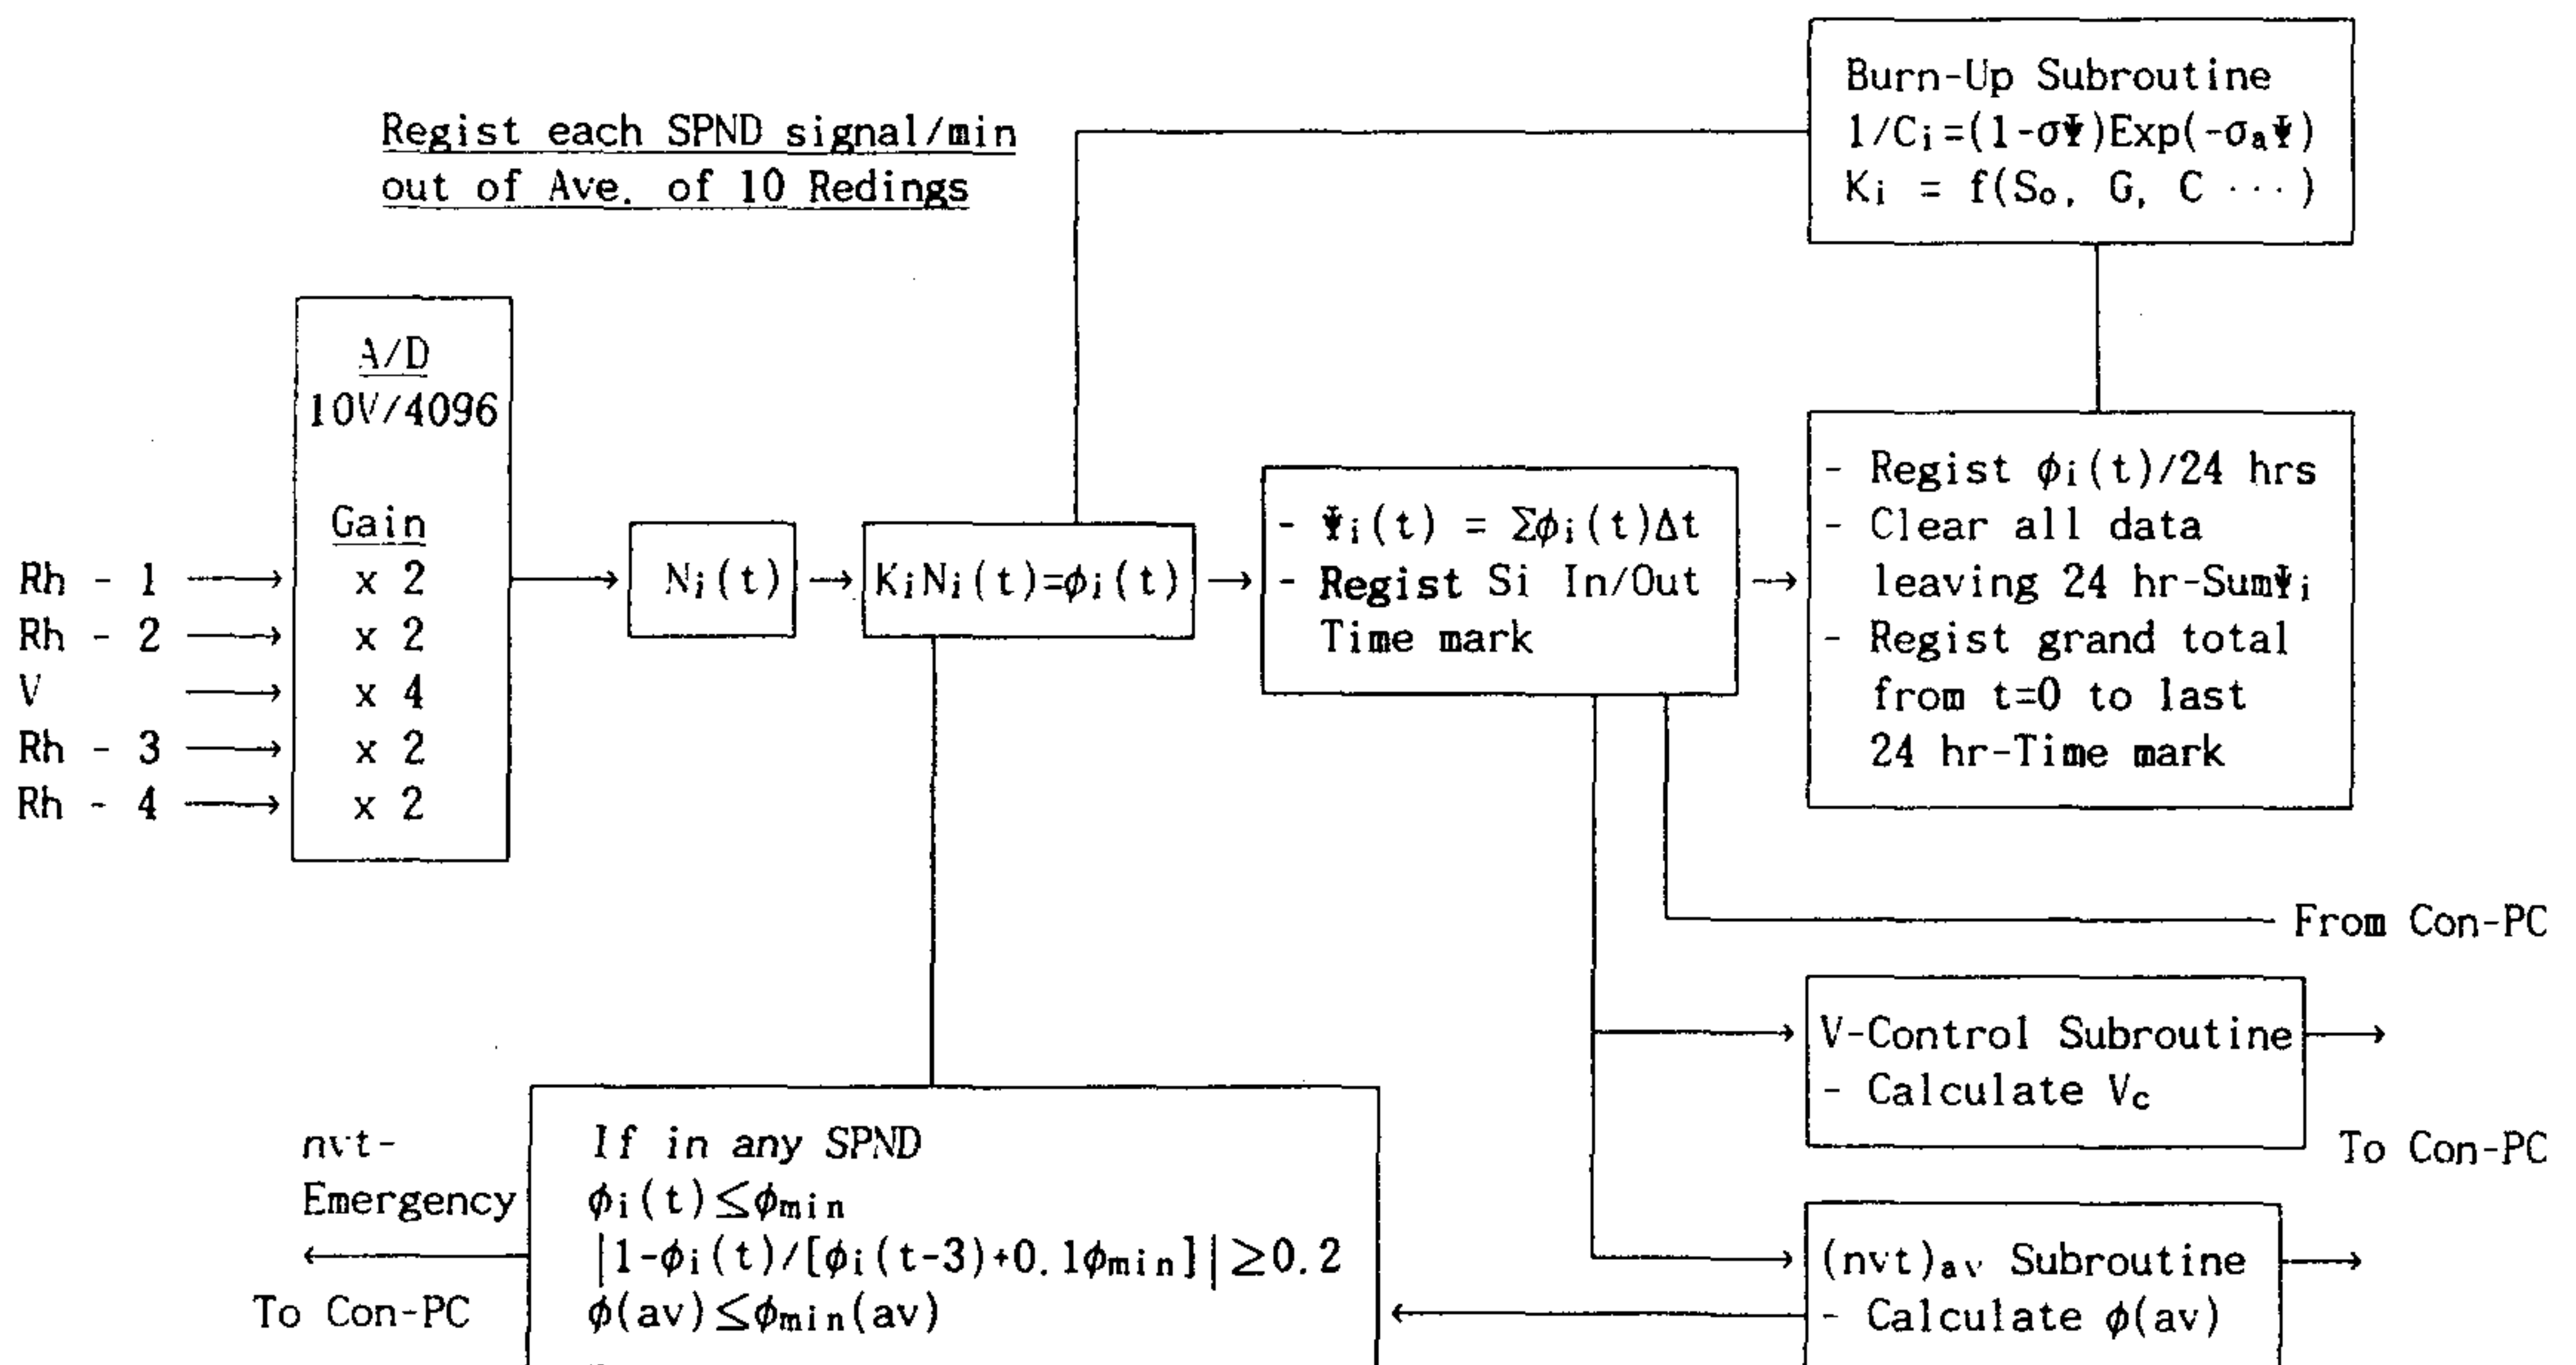 Regist each SPND signal/min
out of Ave. of 10 Redings
Burn-Up Subroutine
1/Ci=(1-σΨ)Exp(-σaΨ)
Ki = f(So, G, C ···)
A/D
10V/4096
Gain
Rh - 1 x 2
Rh - 2 x 2
V x 4
Rh - 3 x 2
Rh - 4 x 2
Ni(t)
KiNi(t)=ϕi(t)
- Ψi(t) = Σϕi(t)Δt
- Regist Si In/Out
Time mark
- Regist ϕi(t)/24 hrs
- Clear all data
leaving 24 hr-SumΨi
- Regist grand total
from t=0 to last
24 hr-Time mark
From Con-PC
V-Control Subroutine
- Calculate Vc
To Con-PC
(nvt)av Subroutine
- Calculate ϕ(av)
nvt-
Emergency
To Con-PC
If in any SPND
ϕi(t)≤ϕmin
|1-ϕi(t)/[ϕi(t-3)+0.1ϕmin]|≥0.2
ϕ(av)≤ϕmin(av)